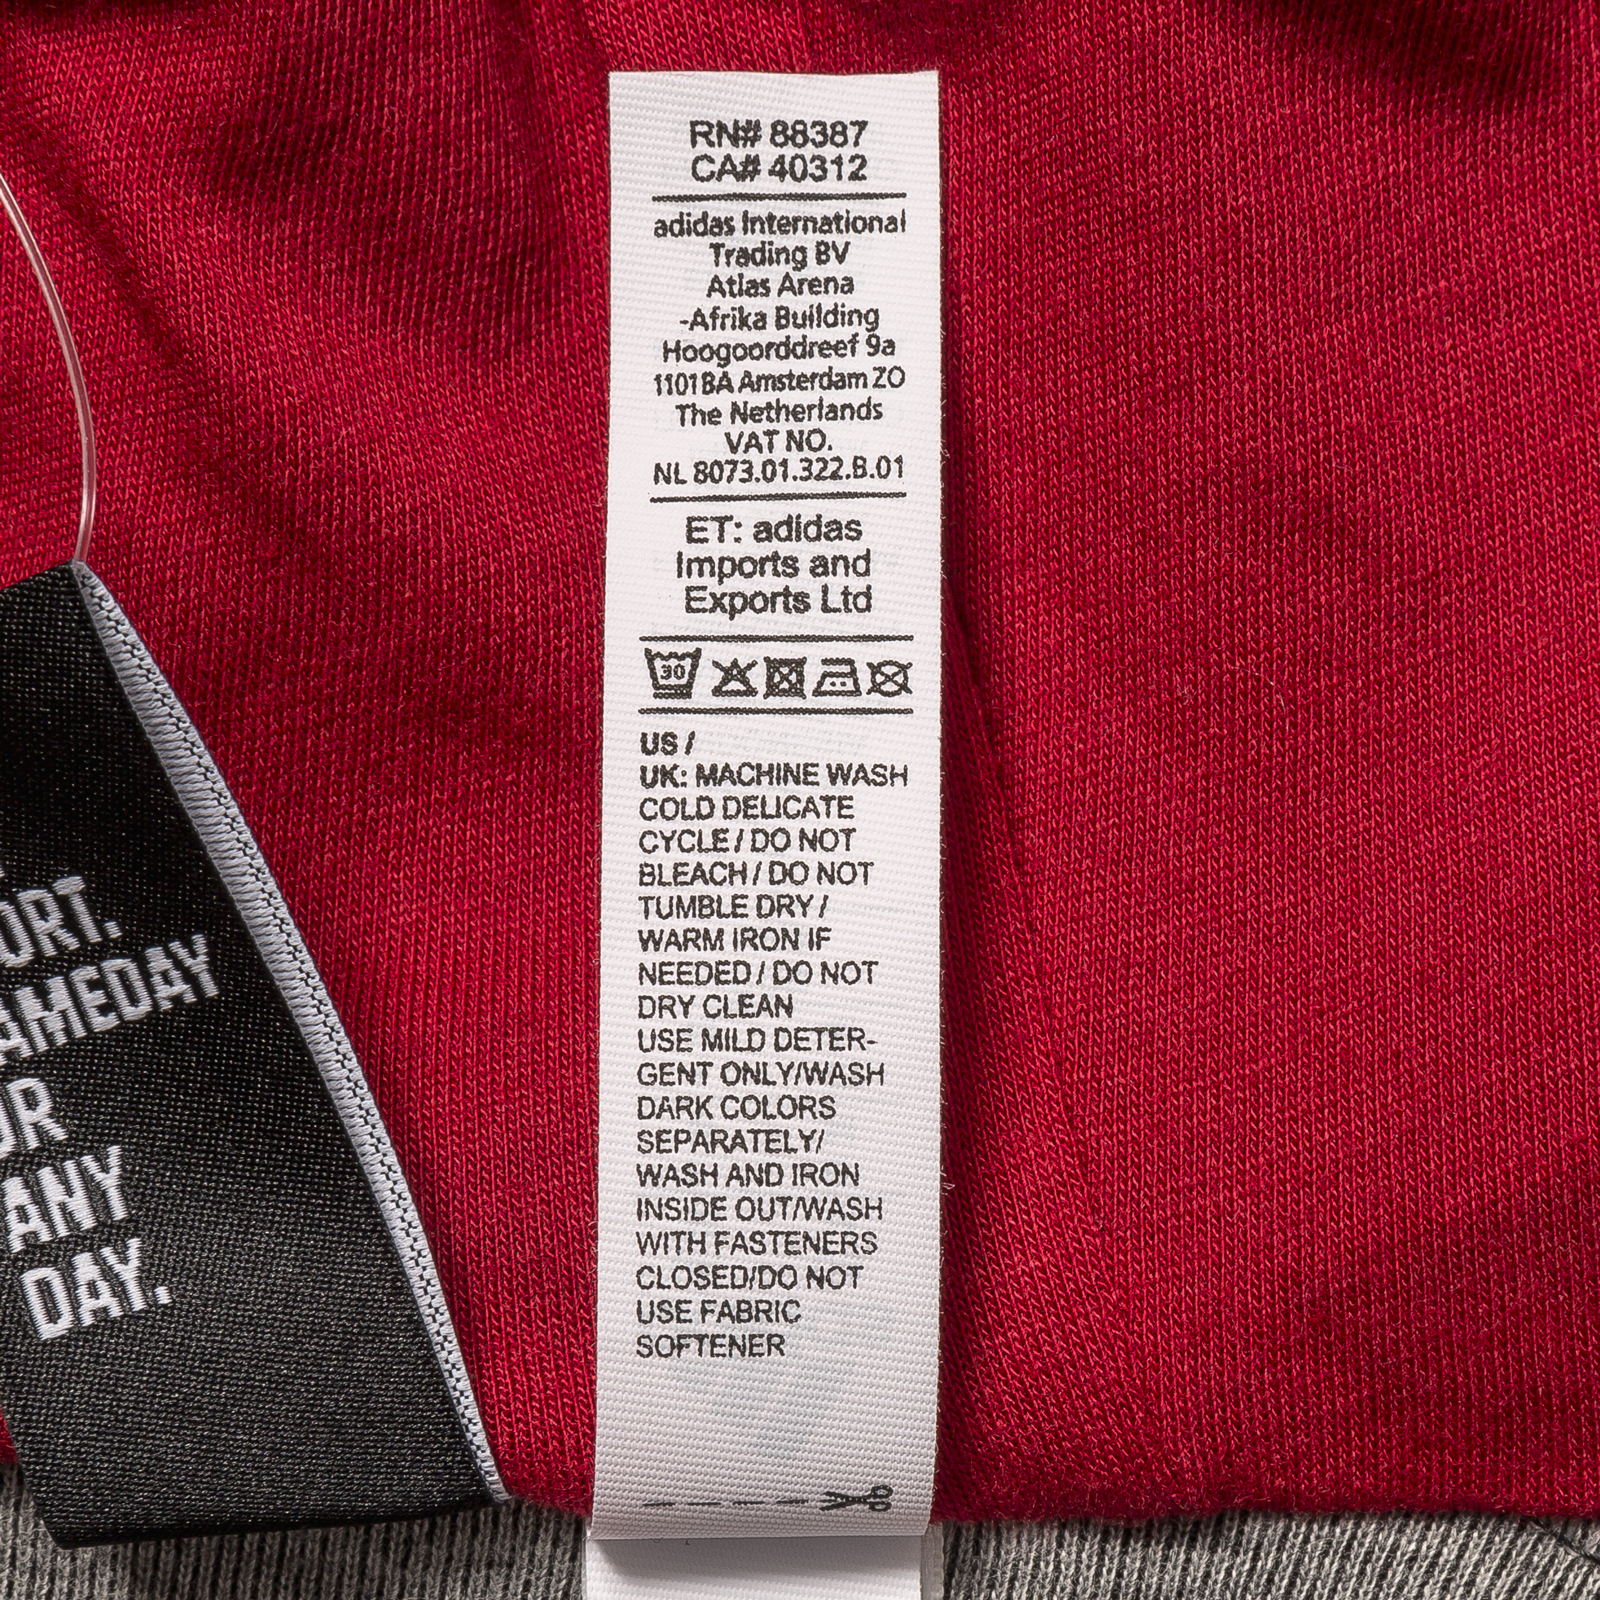 RN# 88387
CA# 40312
adidas International
Trading BV
Atlas Arena
-Afrika Building
Hoogoorddreef 9a
1101BA Amsterdam ZO
The Netherlands
VAT NO.
NL 8073.01.322.B.01
ET: adidas
Imports and
Exports Ltd
30
US /
UK: MACHINE WASH
COLD DELICATE
CYCLE / DO NOT
BLEACH / DO NOT
TUMBLE DRY /
WARM IRON IF
NEEDED / DO NOT
DRY CLEAN
USE MILD DETER-
GENT ONLY/WASH
DARK COLORS
SEPARATELY/
WASH AND IRON
INSIDE OUT/WASH
WITH FASTENERS
CLOSED/DO NOT
USE FABRIC
SOFTENER
ORT.
AMEDAY
OR
ANY
DAY.